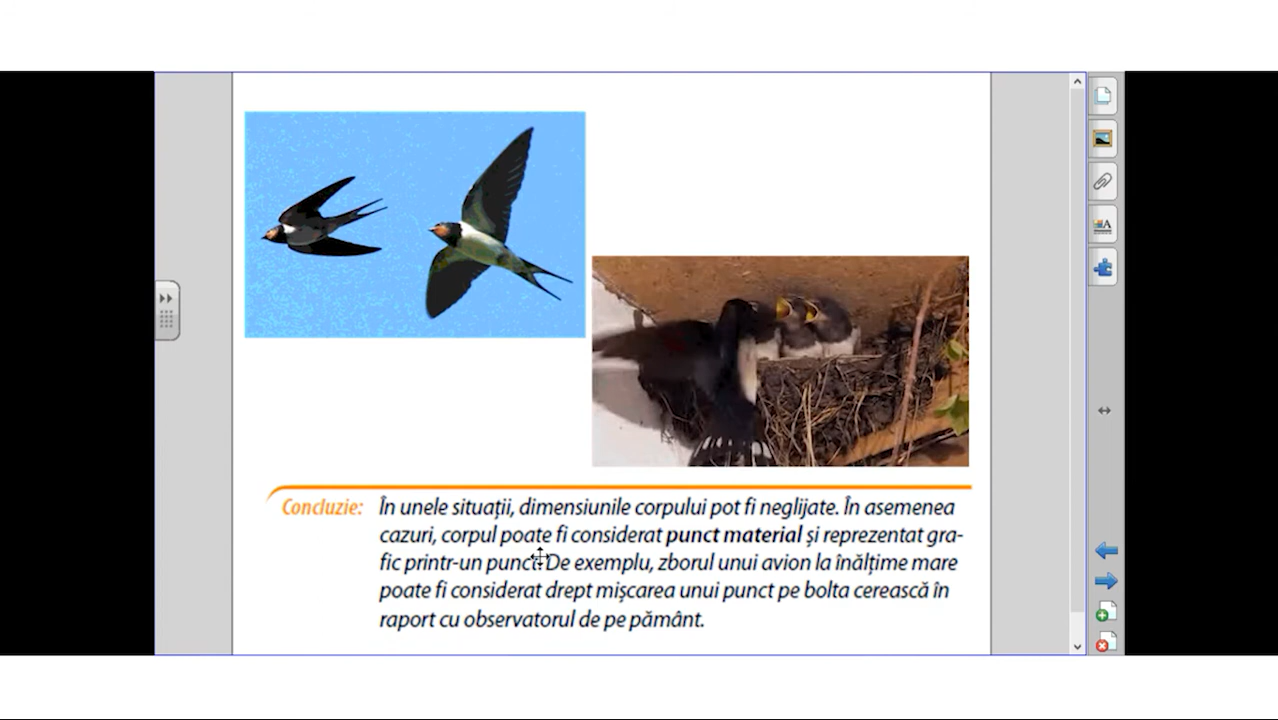 Concluzie: În unele situații, dimensiunile corpului pot fi neglijate. În asemenea
cazuri, corpul poate fi considerat punct material și reprezentat gra-
fic printr-un punct. De exemplu, zborul unui avion la înălțime mare
poate fi considerat drept mișcarea unui punct pe bolta cerească în
raport cu observatorul de pe pământ.